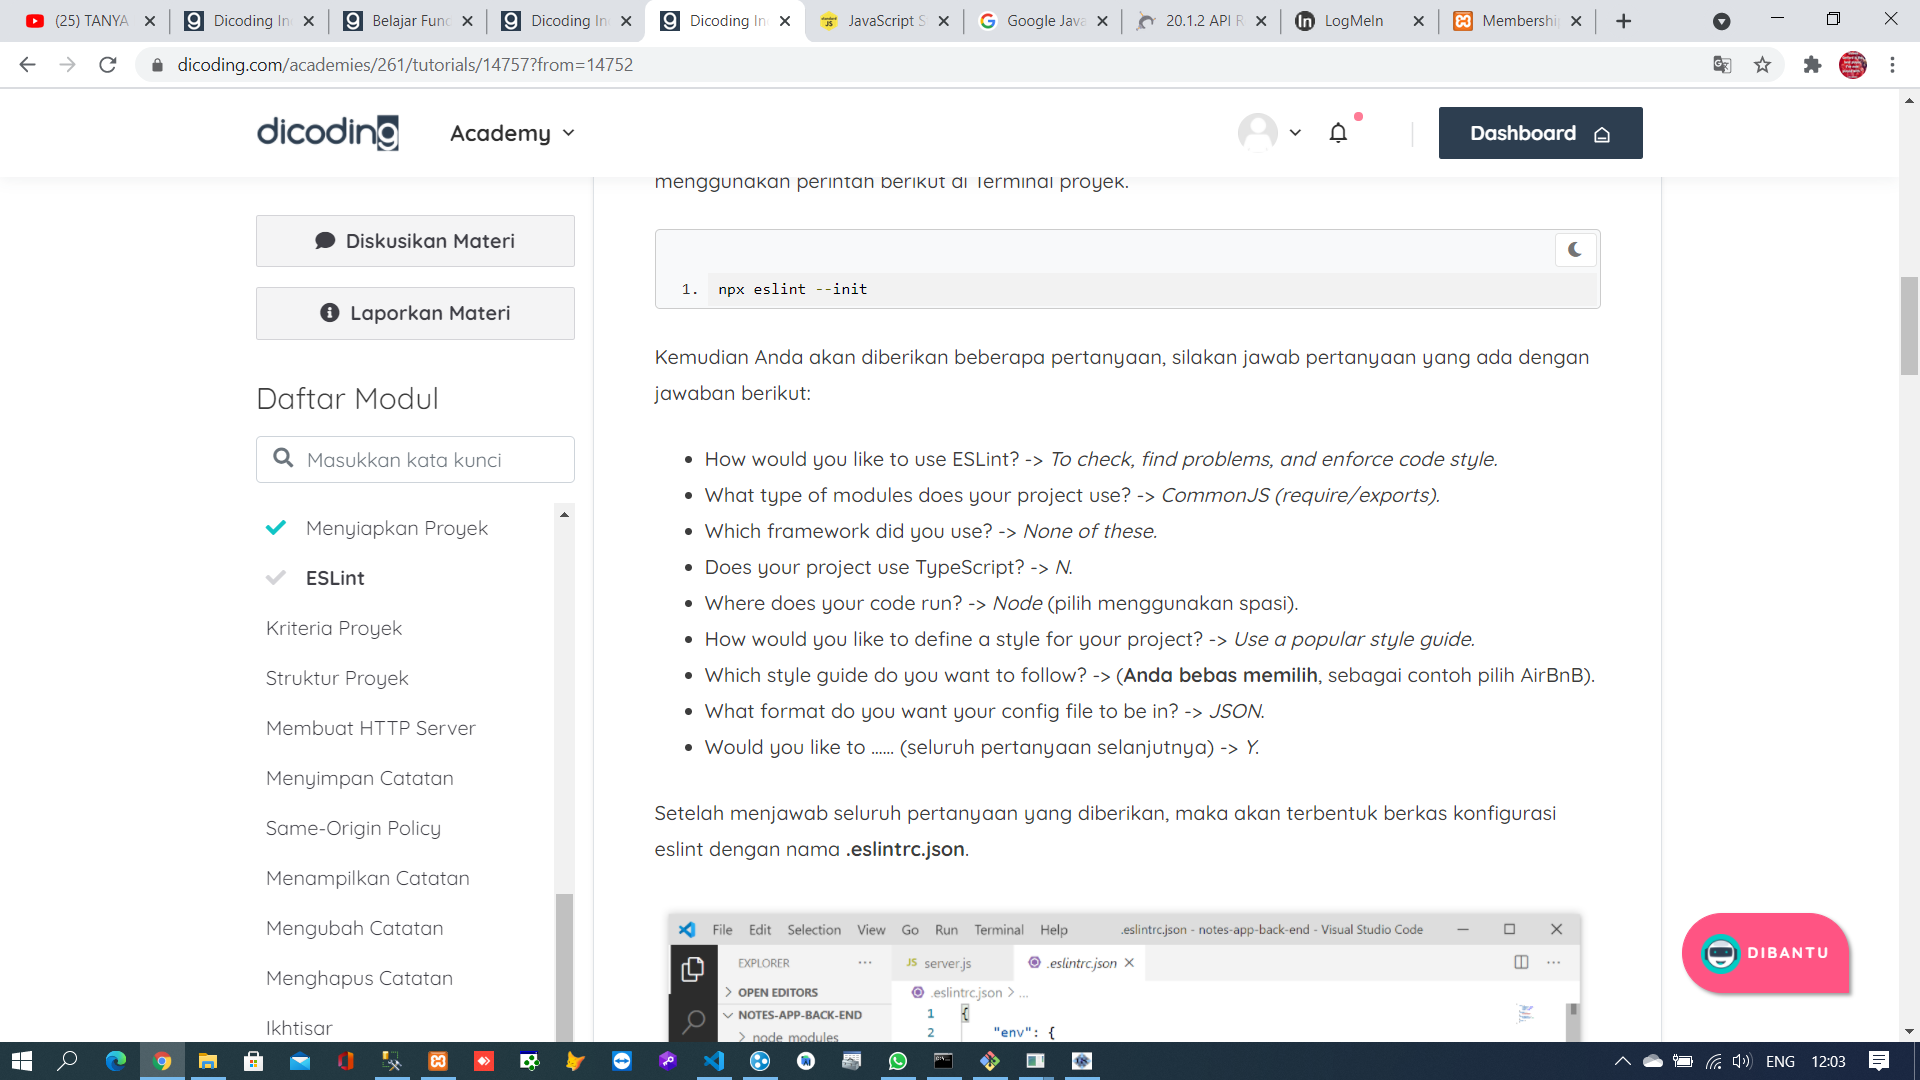 (25) TANYA
Dicoding In
Belajar Func
Dicoding In
Dicoding In
JavaScript S
Google Java
20.1.2 API R
LogMeIn
Membershi
dicoding.com/academies/261/tutorials/14757?from=14752
dicoding
Academy
Dashboard
menggunakan perintah berikut di Terminal proyek.
Diskusikan Materi
Laporkan Materi
Daftar Modul
Masukkan kata kunci
Menyiapkan Proyek
ESLint
Kriteria Proyek
Struktur Proyek
Membuat HTTP Server
Menyimpan Catatan
Same-Origin Policy
Menampilkan Catatan
Mengubah Catatan
Menghapus Catatan
Ikhtisar
1. npx eslint --init
Kemudian Anda akan diberikan beberapa pertanyaan, silakan jawab pertanyaan yang ada dengan
jawaban berikut:
• How would you like to use ESLint? -> To check, find problems, and enforce code style.
• What type of modules does your project use? -> CommonJS (require/exports).
• Which framework did you use? -> None of these.
• Does your project use TypeScript? -> N.
• Where does your code run? -> Node (pilih menggunakan spasi).
• How would you like to define a style for your project? -> Use a popular style guide.
• Which style guide do you want to follow? -> (Anda bebas memilih, sebagai contoh pilih AirBnB).
• What format do you want your config file to be in? -> JSON.
• Would you like to ...... (seluruh pertanyaan selanjutnya) -> Y.
Setelah menjawab seluruh pertanyaan yang diberikan, maka akan terbentuk berkas konfigurasi
eslint dengan nama .eslintrc.json.
File Edit Selection View Go Run Terminal Help .eslintrc.json - notes-app-back-end - Visual Studio Code
EXPLORER ... JS server.js .eslintrc.json
OPEN EDITORS .eslintrc.json > ...
NOTES-APP-BACK-END 1 {
node_modules 2 "env": {
DIBANTU
ENG 12:03